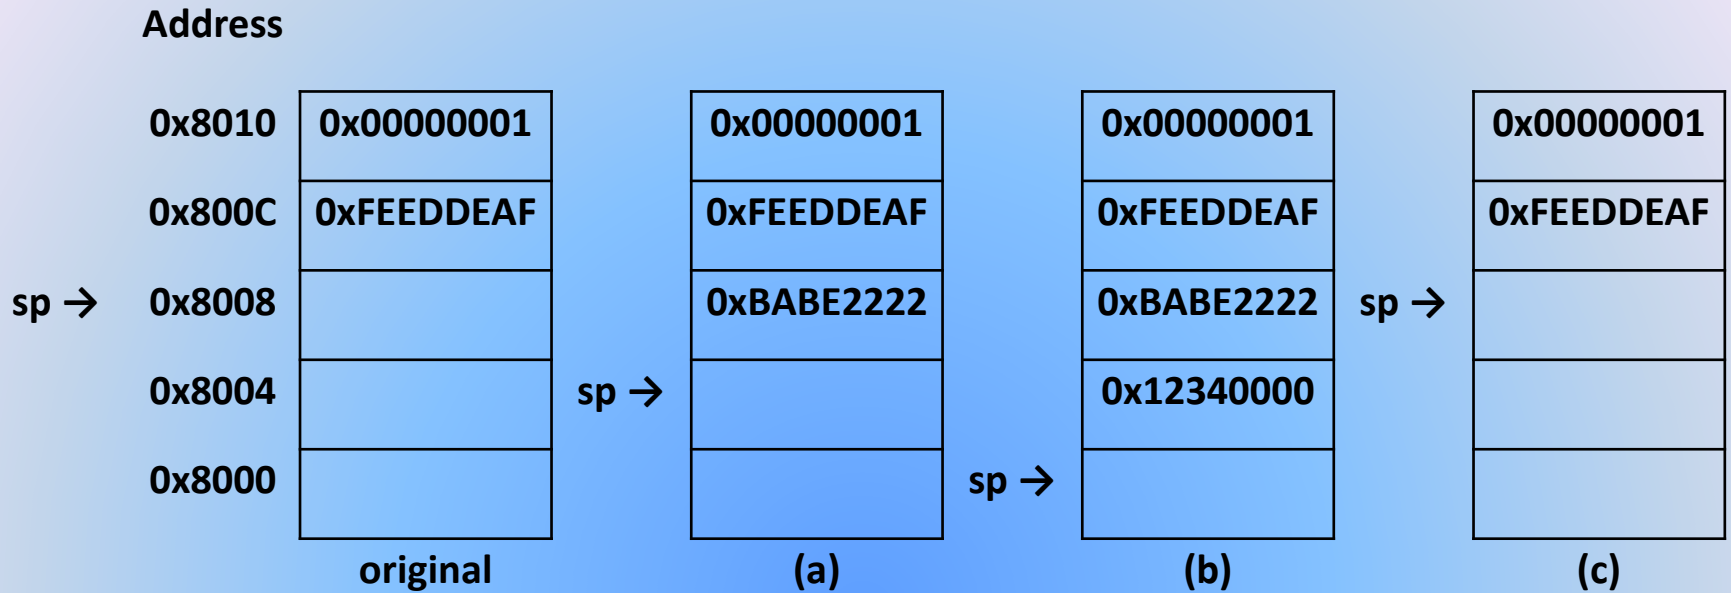 Address
0x8010 0x00000001 0x00000001 0x00000001 0x00000001
0x800C 0xFEEDDEAF 0xFEEDDEAF 0xFEEDDEAF 0xFEEDDEAF
sp → 0x8008 0xBABE2222 0xBABE2222 sp →
0x8004 sp → 0x12340000
0x8000 sp →
original (a) (b) (c)